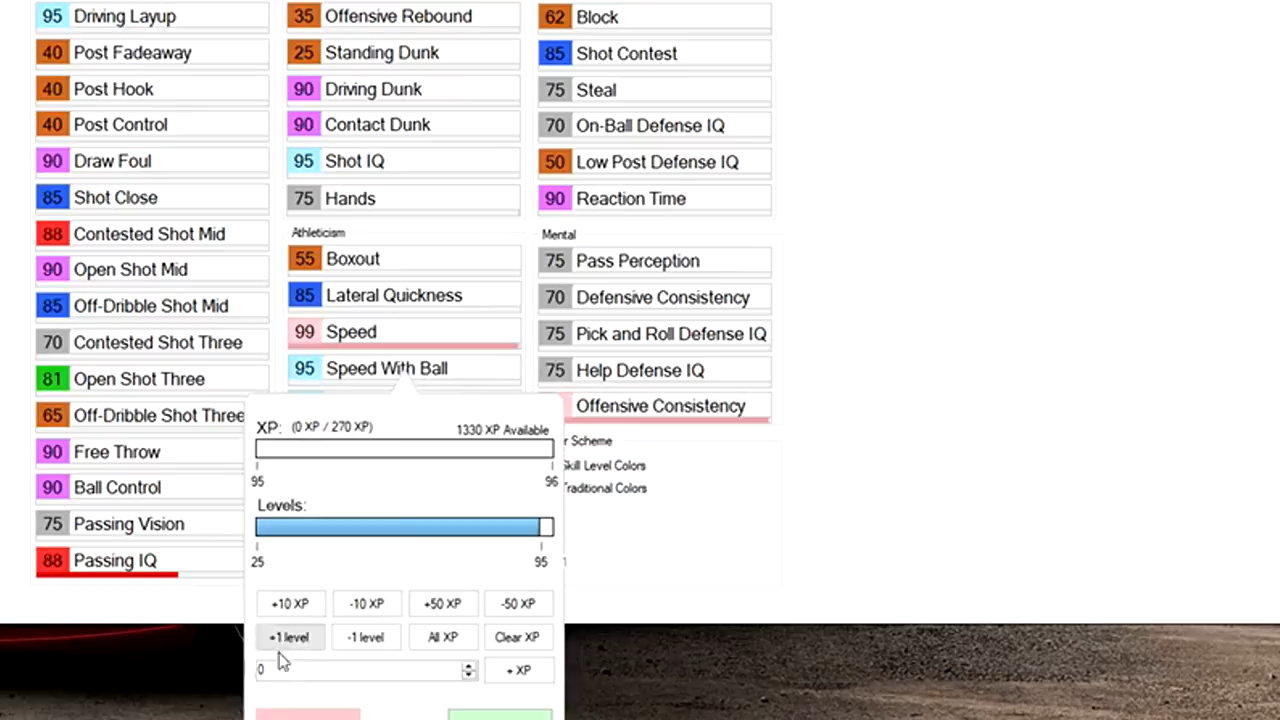 95 Driving Layup
40 Post Fadeaway
40 Post Hook
40 Post Control
90 Draw Foul
85 Shot Close
88 Contested Shot Mid
90 Open Shot Mid
85 Off-Dribble Shot Mid
70 Contested Shot Three
81 Open Shot Three
65 Off-Dribble Shot Three
90 Free Throw
90 Ball Control
75 Passing Vision
88 Passing IQ
35 Offensive Rebound
25 Standing Dunk
90 Driving Dunk
90 Contact Dunk
95 Shot IQ
75 Hands
Athleticism
55 Boxout
85 Lateral Quickness
99 Speed
95 Speed With Ball
62 Block
85 Shot Contest
75 Steal
70 On-Ball Defense IQ
50 Low Post Defense IQ
90 Reaction Time
Mental
75 Pass Perception
70 Defensive Consistency
75 Pick and Roll Defense IQ
75 Help Defense IQ
Offensive Consistency
r Scheme
Skill Level Colors
Traditional Colors
XP: (0 XP / 270 XP) 1330 XP Available
95 96
Levels:
25 95
+10 XP -10 XP +50 XP -50 XP
+1 level -1 level All XP Clear XP
0 + XP